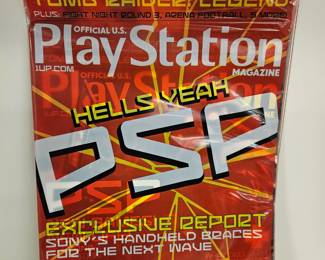 TOMB RAIDER: LEGEND
PLUS: FIGHT NIGHT ROUND 3, ARENA FOOTBALL, & MORE!
OFFICIAL U.S.
PlayStation
1UP.COM
MAGAZINE
HELLS YEAH
PSP
EXCLUSIVE REPORT
SONY'S HANDHELD BRACES
FOR THE NEXT WAVE